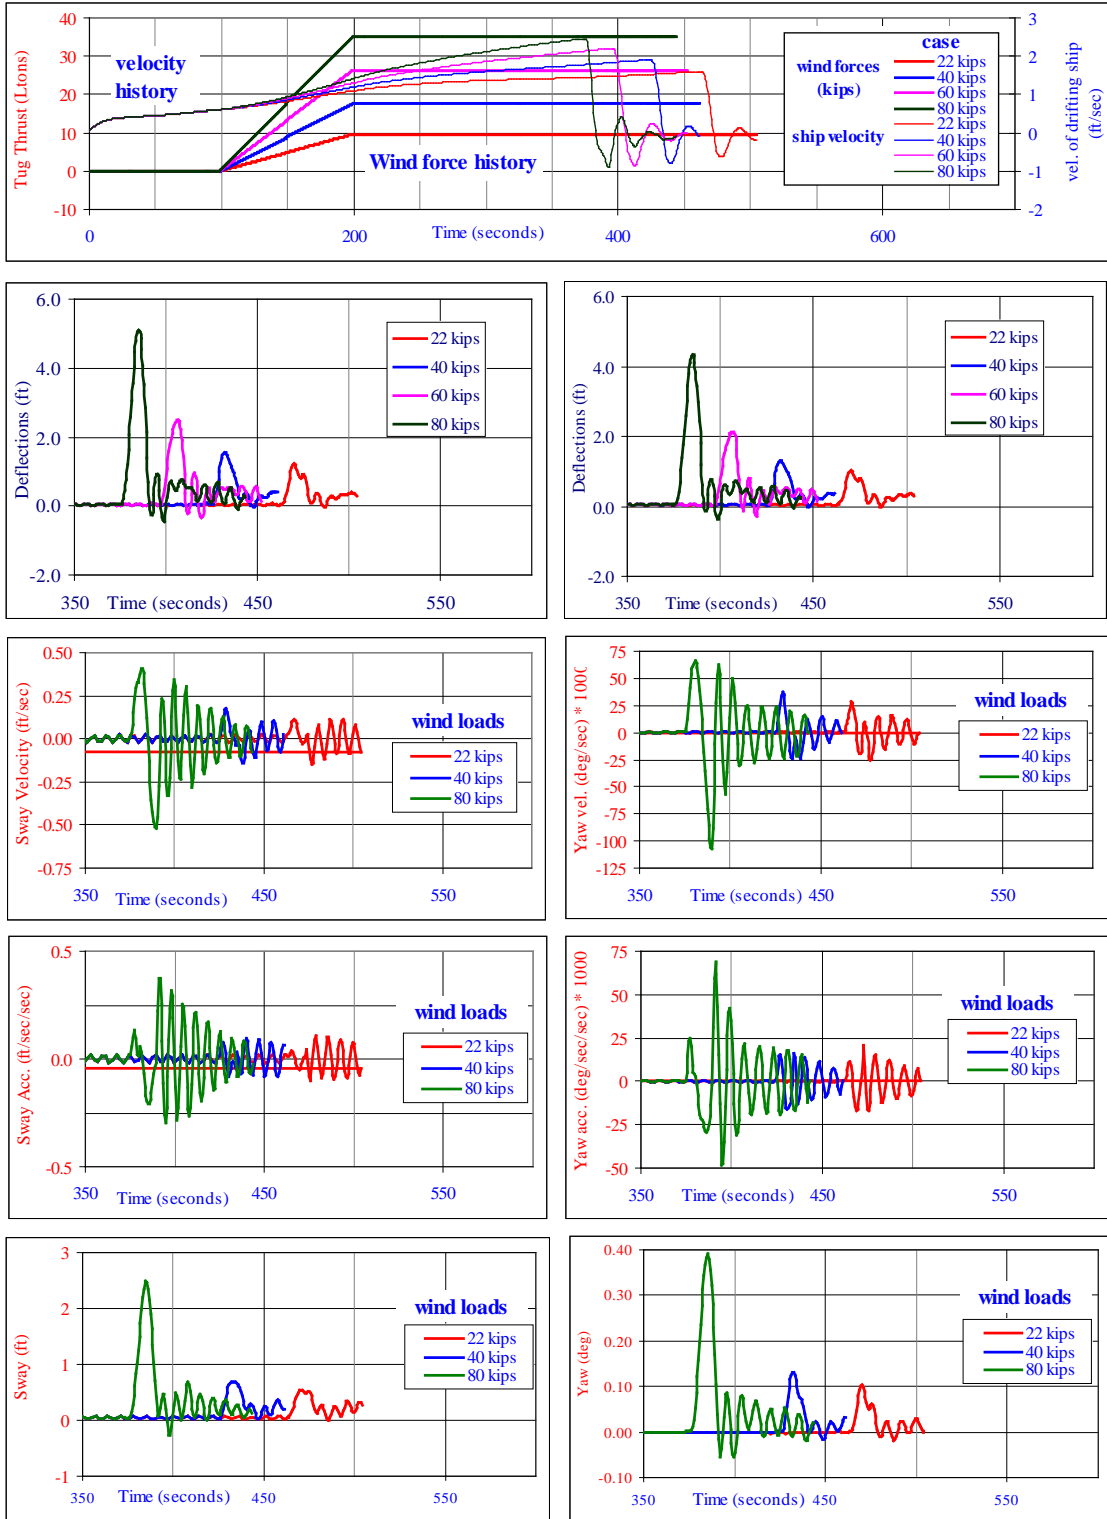 Tug Thrust (Ltons)
40
30
20
10
0
-10
velocity
history
Wind force history
0
200
Time (seconds)
400
600
case
wind forces
(kips)
ship velocity
22 kips
40 kips
60 kips
80 kips
22 kips
40 kips
60 kips
80 kips
3
2
1
0
-1
-2
vel. of drifting ship
(ft/sec)
Deflections (ft)
6.0
4.0
2.0
0.0
-2.0
350
Time (seconds)
450
550
22 kips
40 kips
60 kips
80 kips
Deflections (ft)
6.0
4.0
2.0
0.0
-2.0
350
Time (seconds)
450
550
22 kips
40 kips
60 kips
80 kips
Sway Velocity (ft/sec)
0.50
0.25
0.00
-0.25
-0.50
-0.75
350
Time (seconds)
450
550
wind loads
22 kips
40 kips
80 kips
Yaw vel. (deg/sec) * 1000
75
50
25
0
-25
-50
-75
-100
-125
350
Time (seconds)
450
550
wind loads
22 kips
40 kips
80 kips
Sway Acc. (ft/sec/sec)
0.5
0.0
-0.5
350
Time (seconds)
450
550
wind loads
22 kips
40 kips
80 kips
Yaw acc. (deg/sec/sec) * 1000
75
50
25
0
-25
-50
350
Time (seconds)
450
550
wind loads
22 kips
40 kips
80 kips
Sway (ft)
3
2
1
0
-1
350
Time (seconds)
450
550
wind loads
22 kips
40 kips
80 kips
Yaw (deg)
0.40
0.30
0.20
0.10
0.00
-0.10
350
Time (seconds)
450
550
wind loads
22 kips
40 kips
80 kips